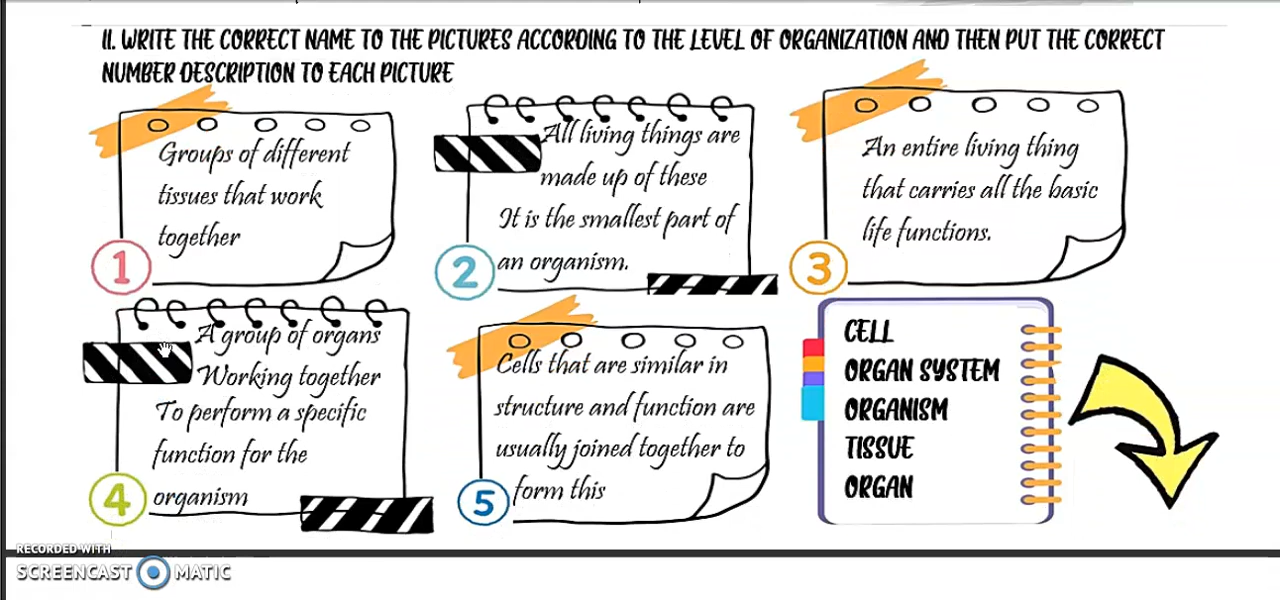 II. WRITE THE CORRECT NAME TO THE PICTURES ACCORDING TO THE LEVEL OF ORGANIZATION AND THEN PUT THE CORRECT
NUMBER DESCRIPTION TO EACH PICTURE
Groups of different
tissues that work
together
1
All living things are
made up of these
It is the smallest part of
an organism.
2
An entire living thing
that carries all the basic
life functions.
3
A group of organs
Working together
To perform a specific
function for the
organism
4
Cells that are similar in
structure and function are
usually joined together to
form this
5
CELL
ORGAN SYSTEM
ORGANISM
TISSUE
ORGAN
RECORDED WITH
SCREENCAST MATIC